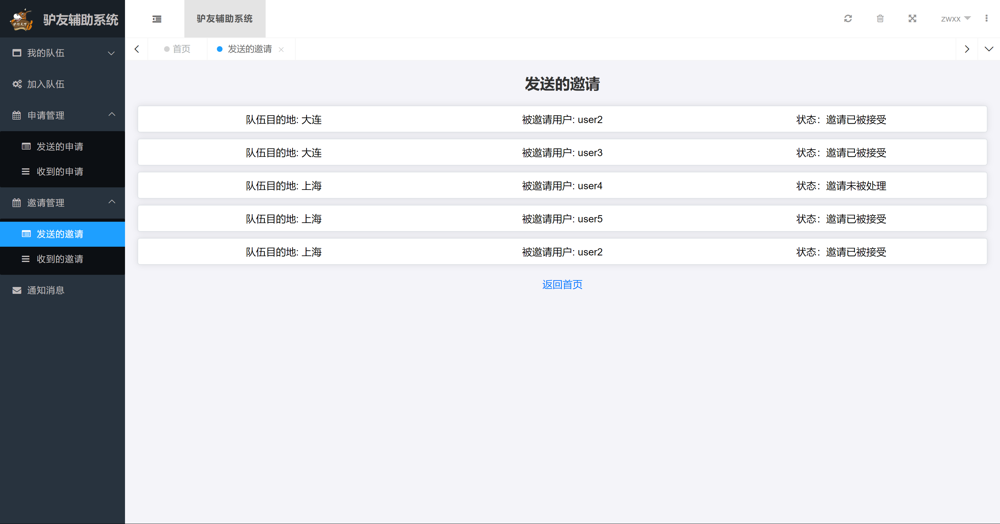 驴行天下
驴友辅助系统
驴友辅助系统
zwxx
我的队伍
加入队伍
申请管理
发送的申请
收到的申请
邀请管理
发送的邀请
收到的邀请
通知消息
首页
发送的邀请
发送的邀请
队伍目的地: 大连 被邀请用户: user2 状态：邀请已被接受
队伍目的地: 大连 被邀请用户: user3 状态：邀请已被接受
队伍目的地: 上海 被邀请用户: user4 状态：邀请未被处理
队伍目的地: 上海 被邀请用户: user5 状态：邀请已被接受
队伍目的地: 上海 被邀请用户: user2 状态：邀请已被接受
返回首页